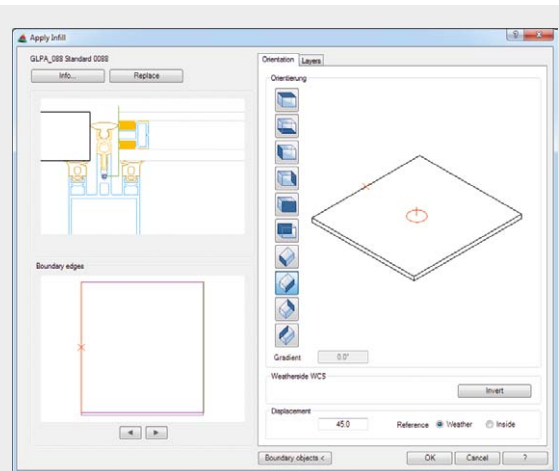 Apply Infill
GLPA_088 Standard 0088
Info...
Replace
Boundary edges
Orientation
Layers
Orientierung
Gradient
0.0°
Weatherside WCS
Invert
Displacement
45.0
Reference
Weather
Inside
Boundary objects <
OK
Cancel
?